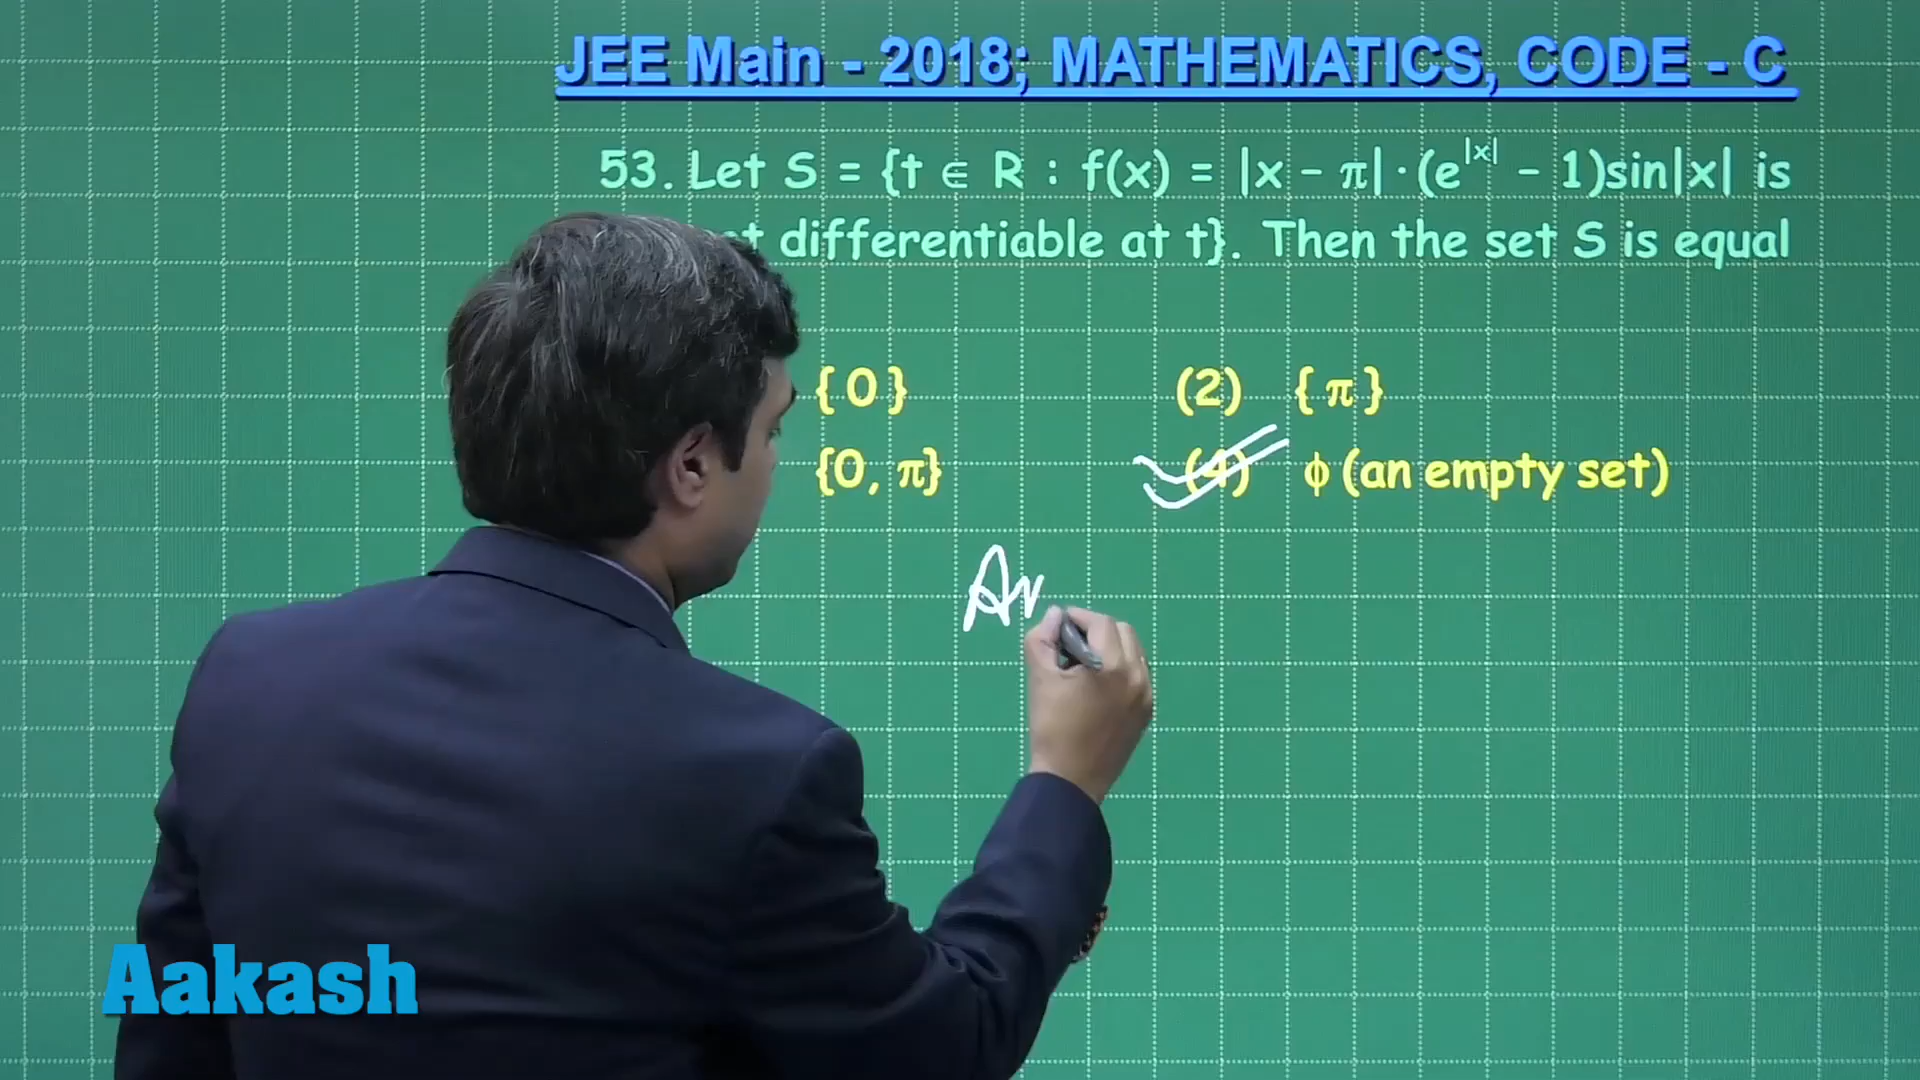 JEE Main - 2018; MATHEMATICS, CODE - C
53. Let S = {t ∈ R : f(x) = |x - π|·(e^|x| - 1)sin|x| is
differentiable at t}. Then the set S is equal
{ 0 } (2) { π }
{0, π} (4) ϕ (an empty set)
Aakash